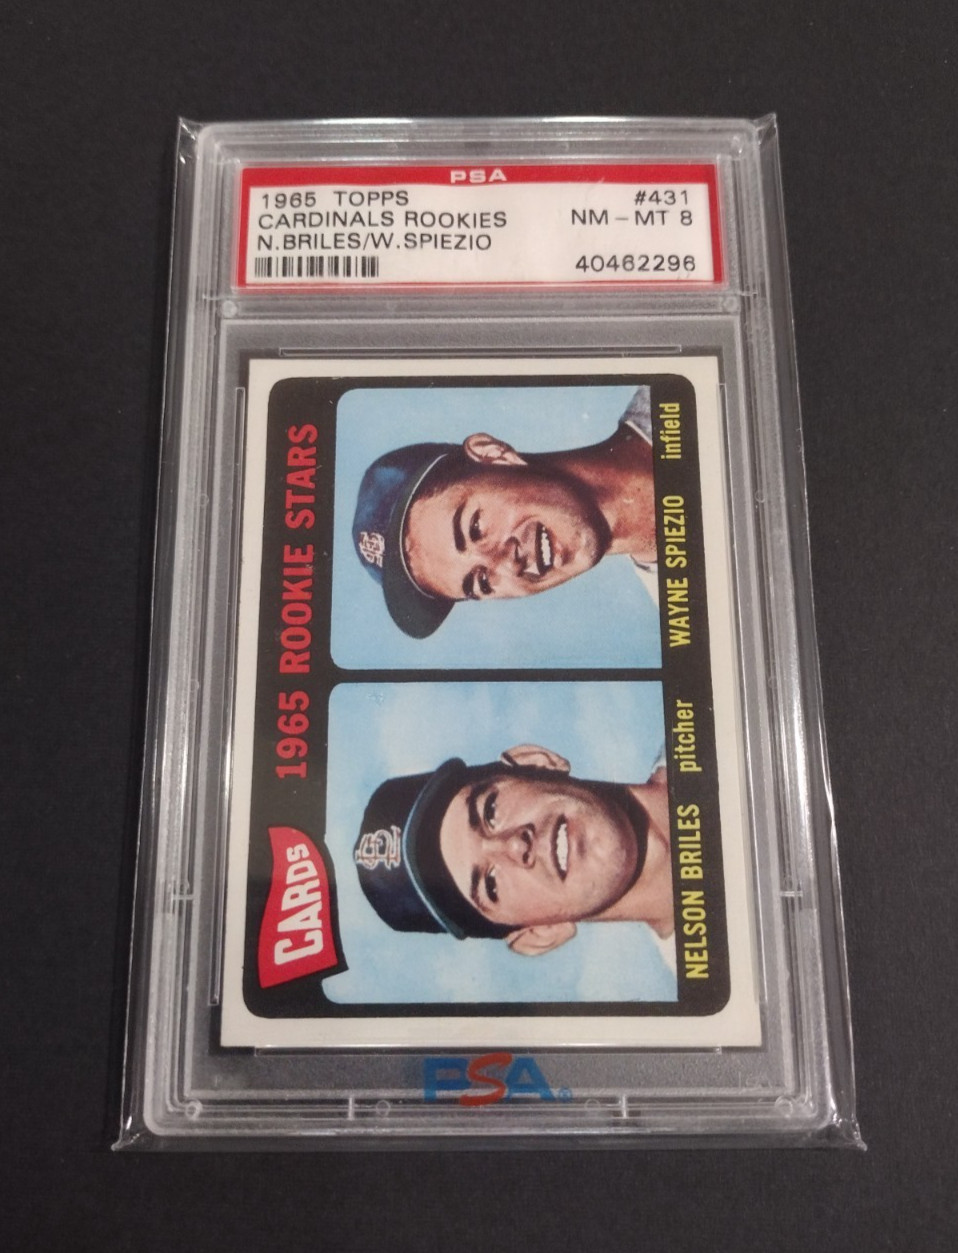 PSA
1965 TOPPS #431
CARDINALS ROOKIES NM-MT 8
N.BRILES/W.SPIEZIO
40462296
CARDS 1965 ROOKIE STARS
NELSON BRILES pitcher WAYNE SPIEZIO infield
PSA®